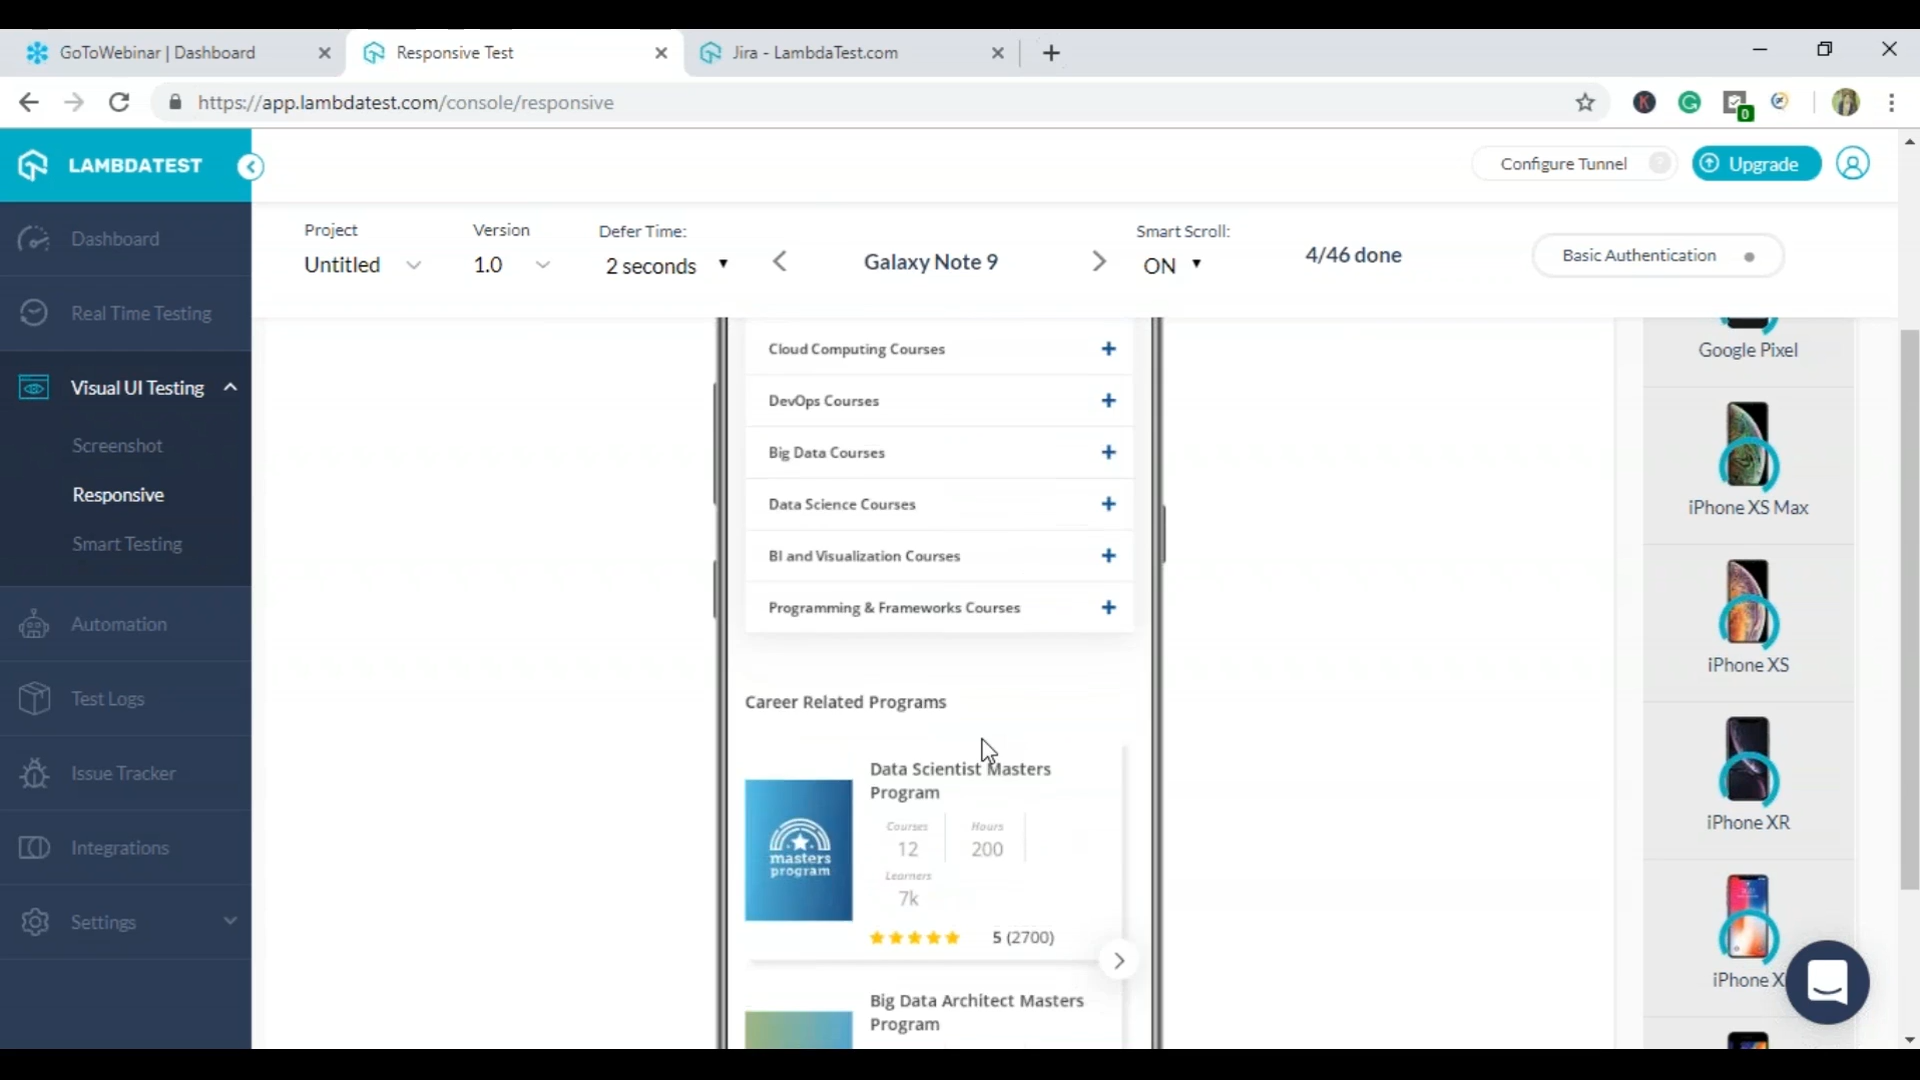 GoToWebinar | Dashboard
Responsive Test
Jira - LambdaTest.com
https://app.lambdatest.com/console/responsive
K
G
0
LAMBDATEST
Configure Tunnel ?
Upgrade
Dashboard
Real Time Testing
Visual UI Testing
Screenshot
Responsive
Smart Testing
Automation
Test Logs
Issue Tracker
Integrations
Settings
Project
Untitled
Version
1.0
Defer Time:
2 seconds
Galaxy Note 9
Smart Scroll:
ON
4/46 done
Basic Authentication
Cloud Computing Courses +
DevOps Courses +
Big Data Courses +
Data Science Courses +
BI and Visualization Courses +
Programming & Frameworks Courses +
Career Related Programs
masters
program
Data Scientist Masters
Program
Courses Hours
12 200
Learners
7k
5 (2700)
Big Data Architect Masters
Program
Google Pixel
iPhone XS Max
iPhone XS
iPhone XR
iPhone X